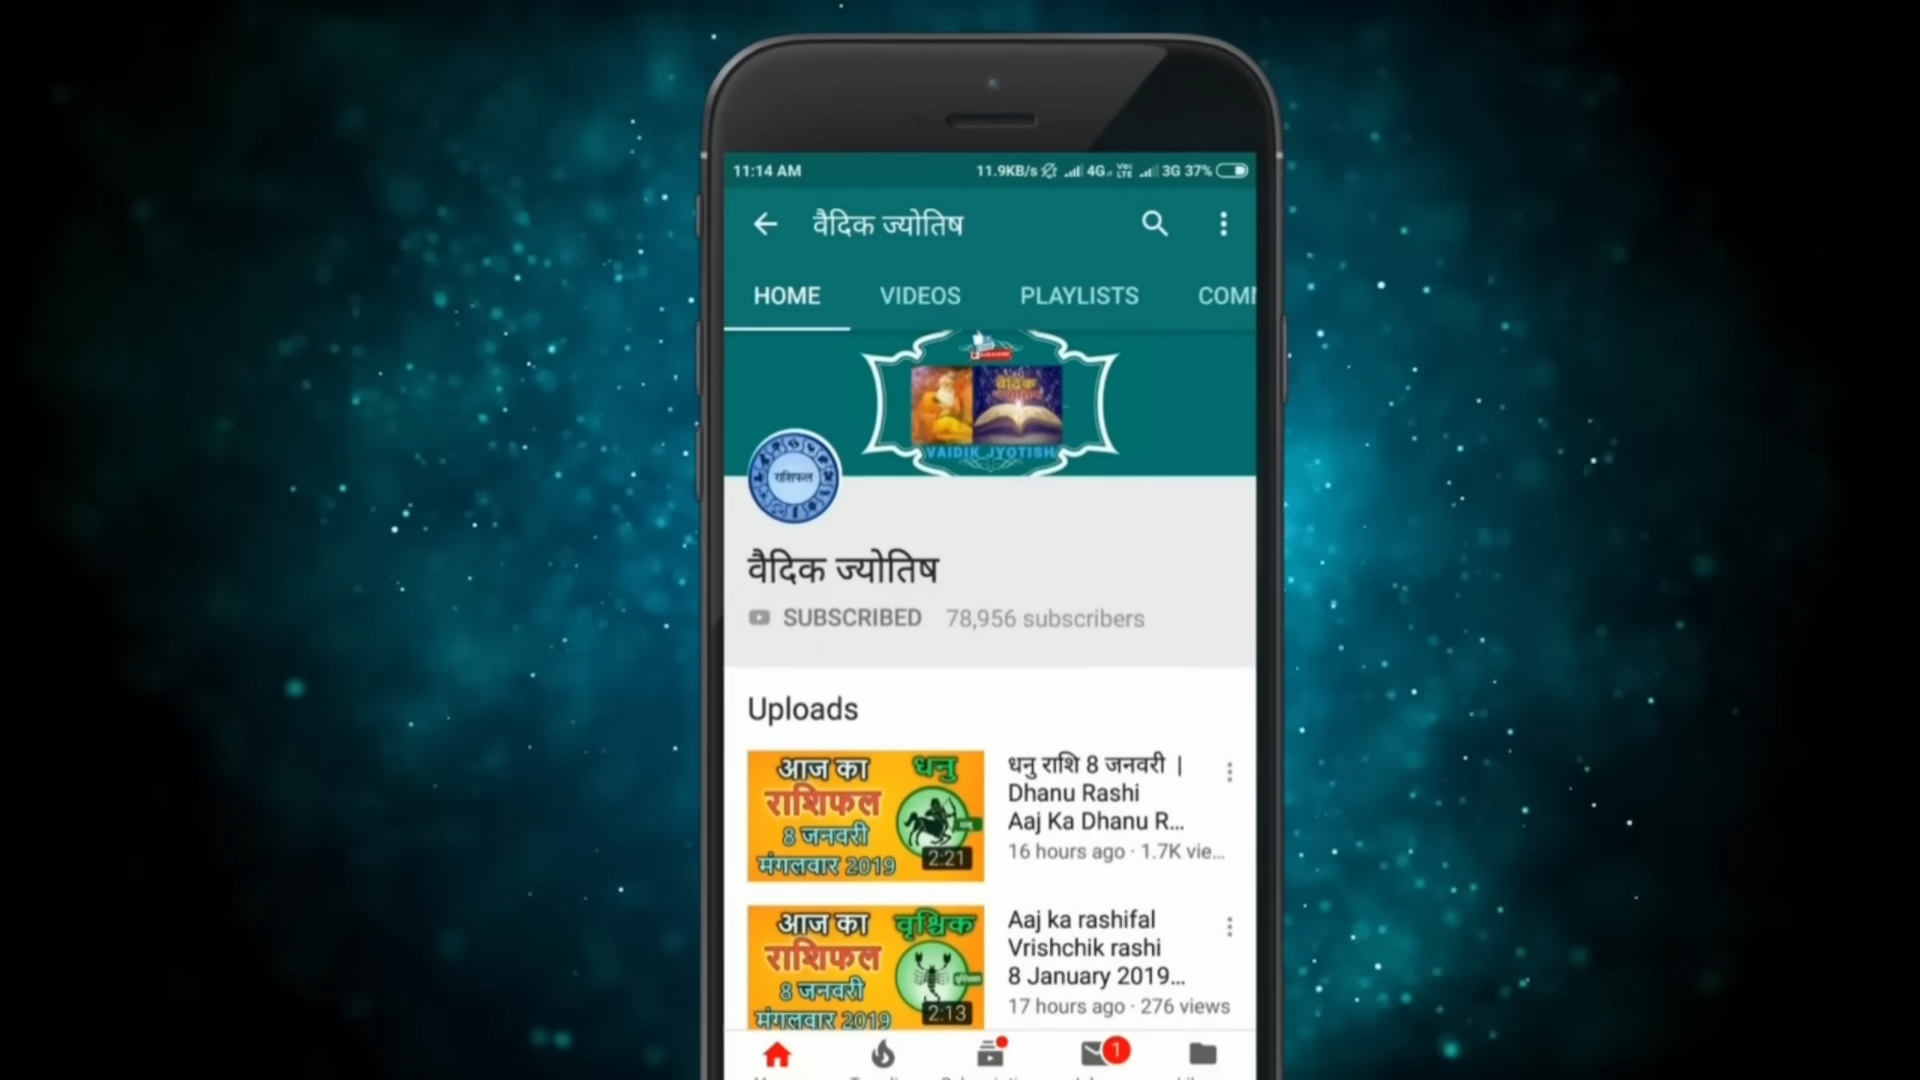 11:14 AM
11.9KB/s 4G VoLTE 3G 37%
वैदिक ज्योतिष
HOME VIDEOS PLAYLISTS COMM
वैदिक
VAIDIK JYOTISH
राशिफल
वैदिक ज्योतिष
SUBSCRIBED 78,956 subscribers
Uploads
आज का धनु
राशिफल
8 जनवरी
मंगलवार 2019
2:21
धनु राशि 8 जनवरी |
Dhanu Rashi
Aaj Ka Dhanu R...
16 hours ago · 1.7K vie...
आज का वृश्चिक
राशिफल
8 जनवरी
मंगलवार 2019
2:13
Aaj ka rashifal
Vrishchik rashi
8 January 2019...
17 hours ago · 276 views
1